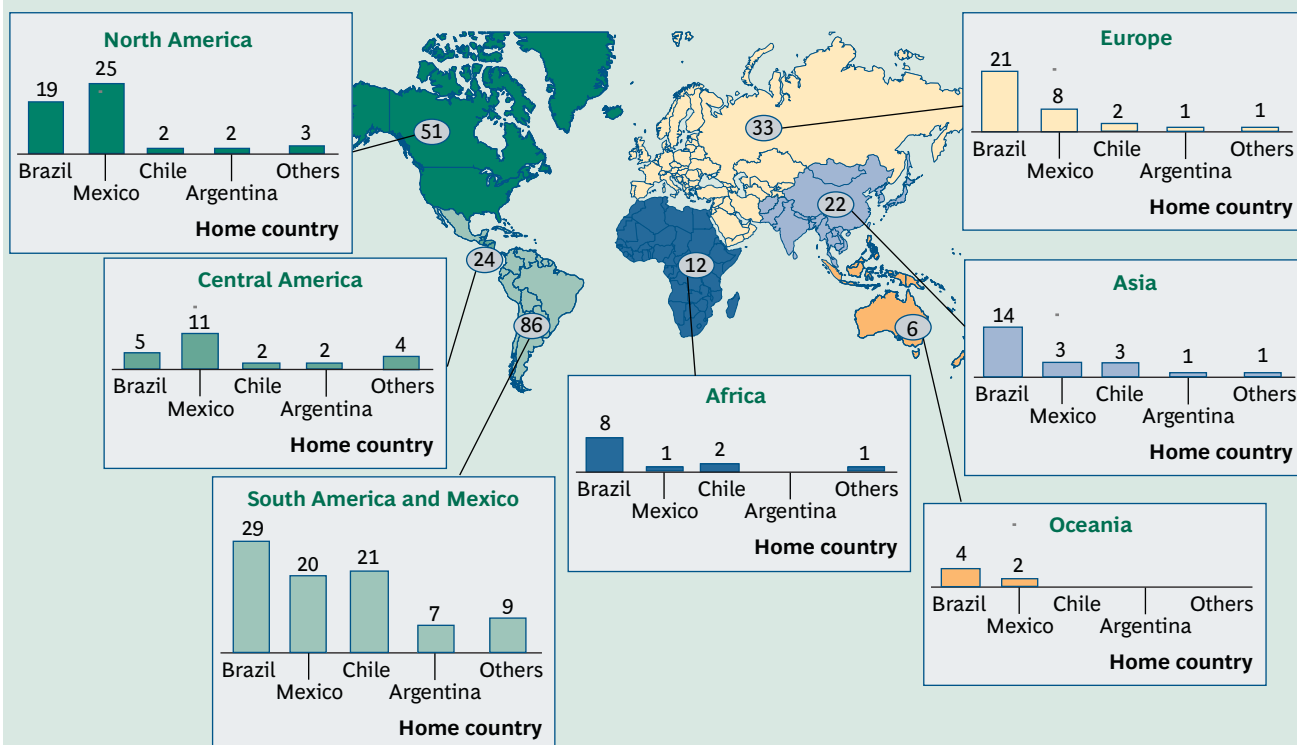 North America
19 25 2 2 3
Brazil Mexico Chile Argentina Others
Home country
51
Central America
5 11 2 2 4
Brazil Mexico Chile Argentina Others
Home country
24
South America and Mexico
29 20 21 7 9
Brazil Mexico Chile Argentina Others
Home country
86
Africa
8 1 2 1
Brazil Mexico Chile Argentina Others
Home country
12
Europe
21 8 2 1 1
Brazil Mexico Chile Argentina Others
Home country
33
Asia
14 3 3 1 1
Brazil Mexico Chile Argentina Others
Home country
22
Oceania
4 2
Brazil Mexico Chile Argentina Others
Home country
6